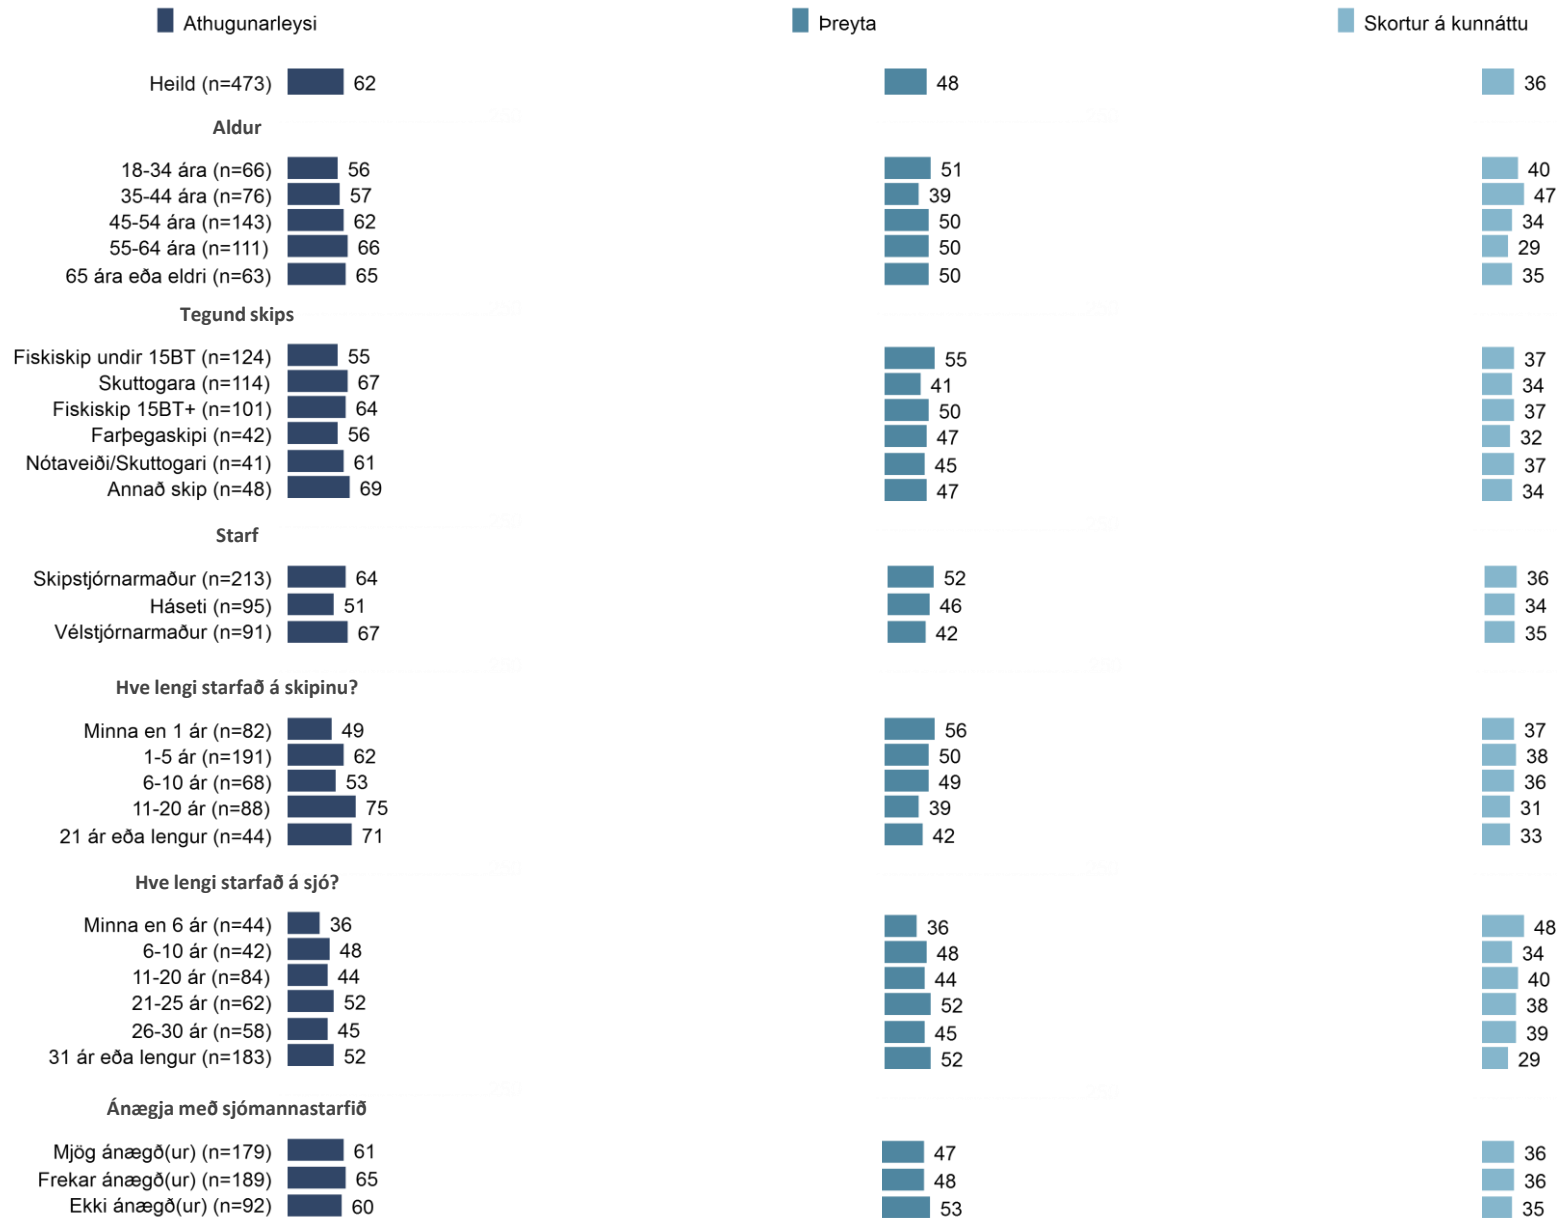 Athugunarleysi Þreyta Skortur á kunnáttu
Heild (n=473) 62 48 36
Aldur
18-34 ára (n=66) 56 51 40
35-44 ára (n=76) 57 39 47
45-54 ára (n=143) 62 50 34
55-64 ára (n=111) 66 50 29
65 ára eða eldri (n=63) 65 50 35
Tegund skips
Fiskiskip undir 15BT (n=124) 55 55 37
Skuttogara (n=114) 67 41 34
Fiskiskip 15BT+ (n=101) 64 50 37
Farþegaskipi (n=42) 56 47 32
Nótaveiði/Skuttogari (n=41) 61 45 37
Annað skip (n=48) 69 47 34
Starf
Skipstjórnarmaður (n=213) 64 52 36
Háseti (n=95) 51 46 34
Vélstjórnarmaður (n=91) 67 42 35
Hve lengi starfað á skipinu?
Minna en 1 ár (n=82) 49 56 37
1-5 ár (n=191) 62 50 38
6-10 ár (n=68) 53 49 36
11-20 ár (n=88) 75 39 31
21 ár eða lengur (n=44) 71 42 33
Hve lengi starfað á sjó?
Minna en 6 ár (n=44) 36 36 48
6-10 ár (n=42) 48 48 34
11-20 ár (n=84) 44 44 40
21-25 ár (n=62) 52 52 38
26-30 ár (n=58) 45 45 39
31 ár eða lengur (n=183) 52 52 29
Ánægja með sjómannastarfið
Mjög ánægð(ur) (n=179) 61 47 36
Frekar ánægð(ur) (n=189) 65 48 36
Ekki ánægð(ur) (n=92) 60 53 35